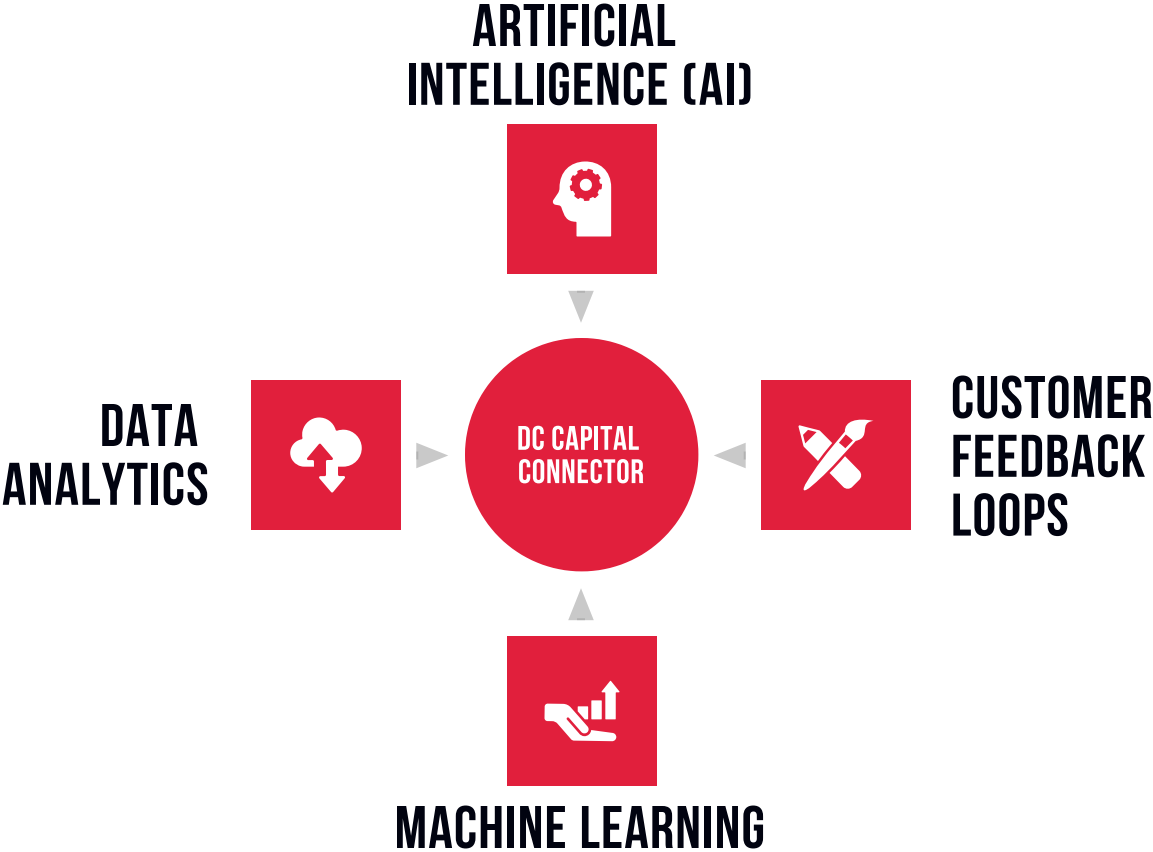 ARTIFICIAL
INTELLIGENCE (AI)
DATA
ANALYTICS
DC CAPITAL
CONNECTOR
CUSTOMER
FEEDBACK
LOOPS
MACHINE LEARNING